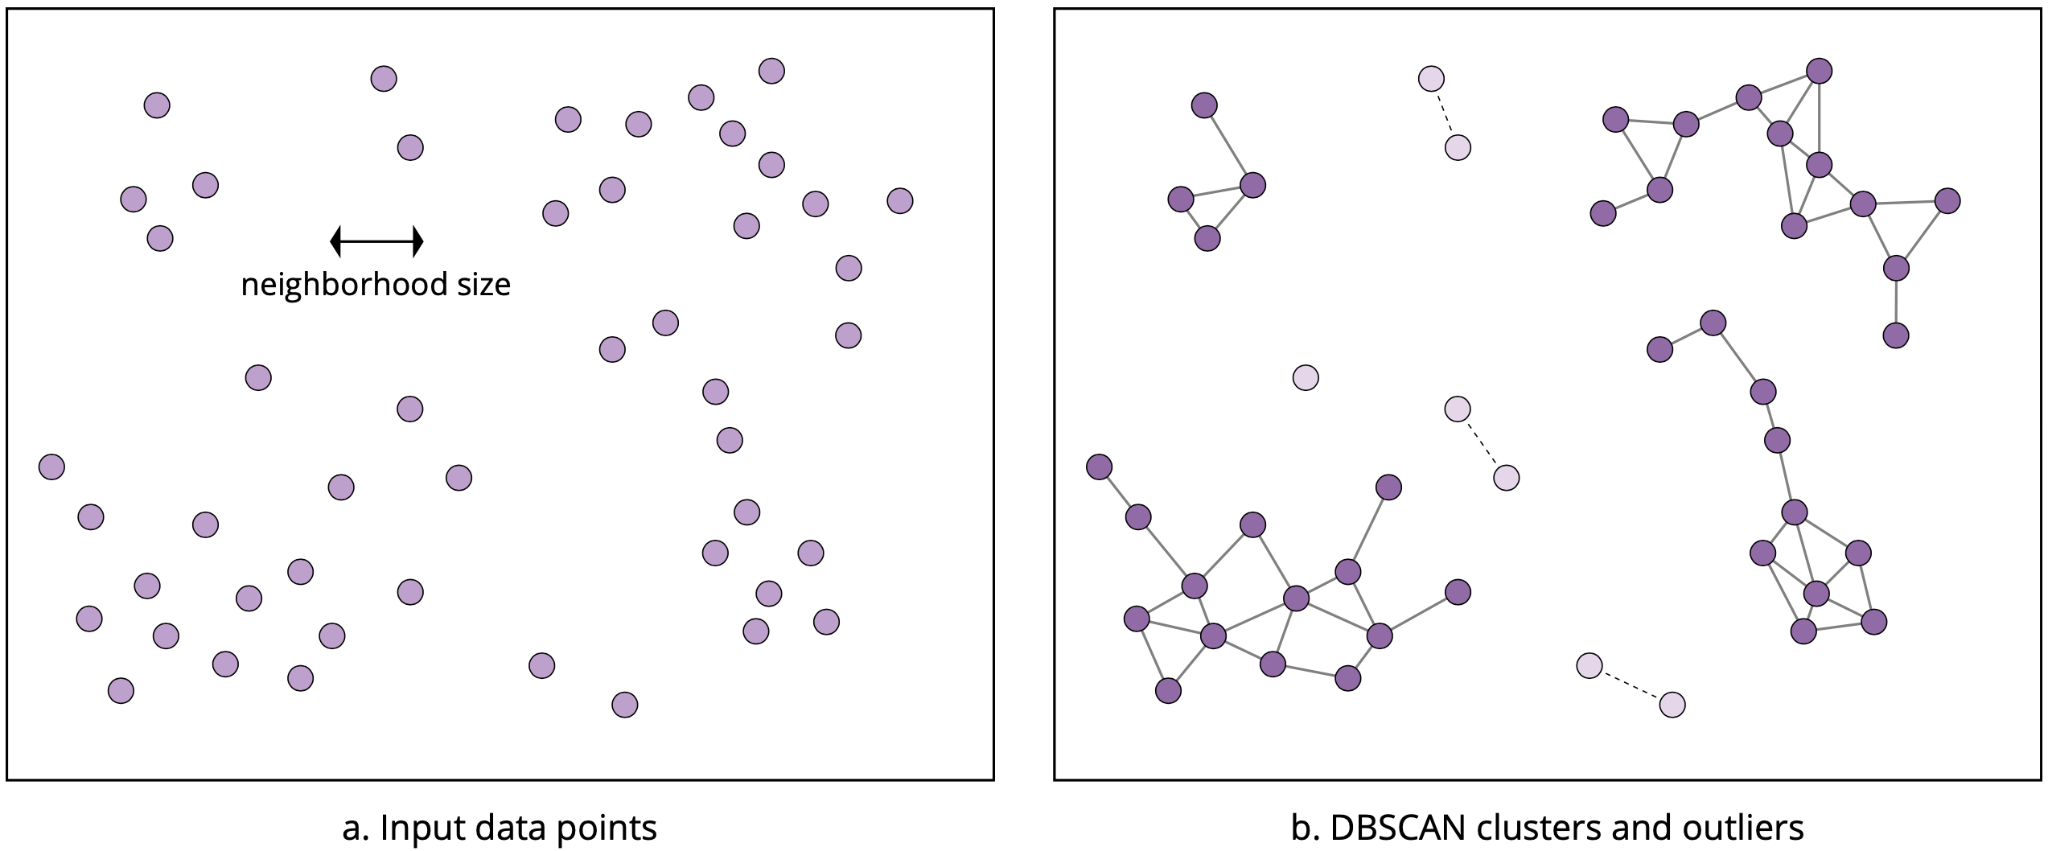 neighborhood size
a. Input data points
b. DBSCAN clusters and outliers